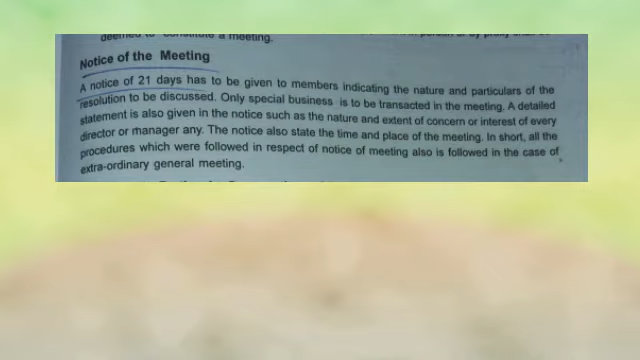 deemed to constitute a meeting.
Notice of the Meeting
A notice of 21 days has to be given to members indicating the nature and particulars of the
resolution to be discussed. Only special business is to be transacted in the meeting. A detailed
statement is also given in the notice such as the nature and extent of concern or interest of every
director or manager any. The notice also state the time and place of the meeting. In short, all the
procedures which were followed in respect of notice of meeting also is followed in the case of
extra-ordinary general meeting.